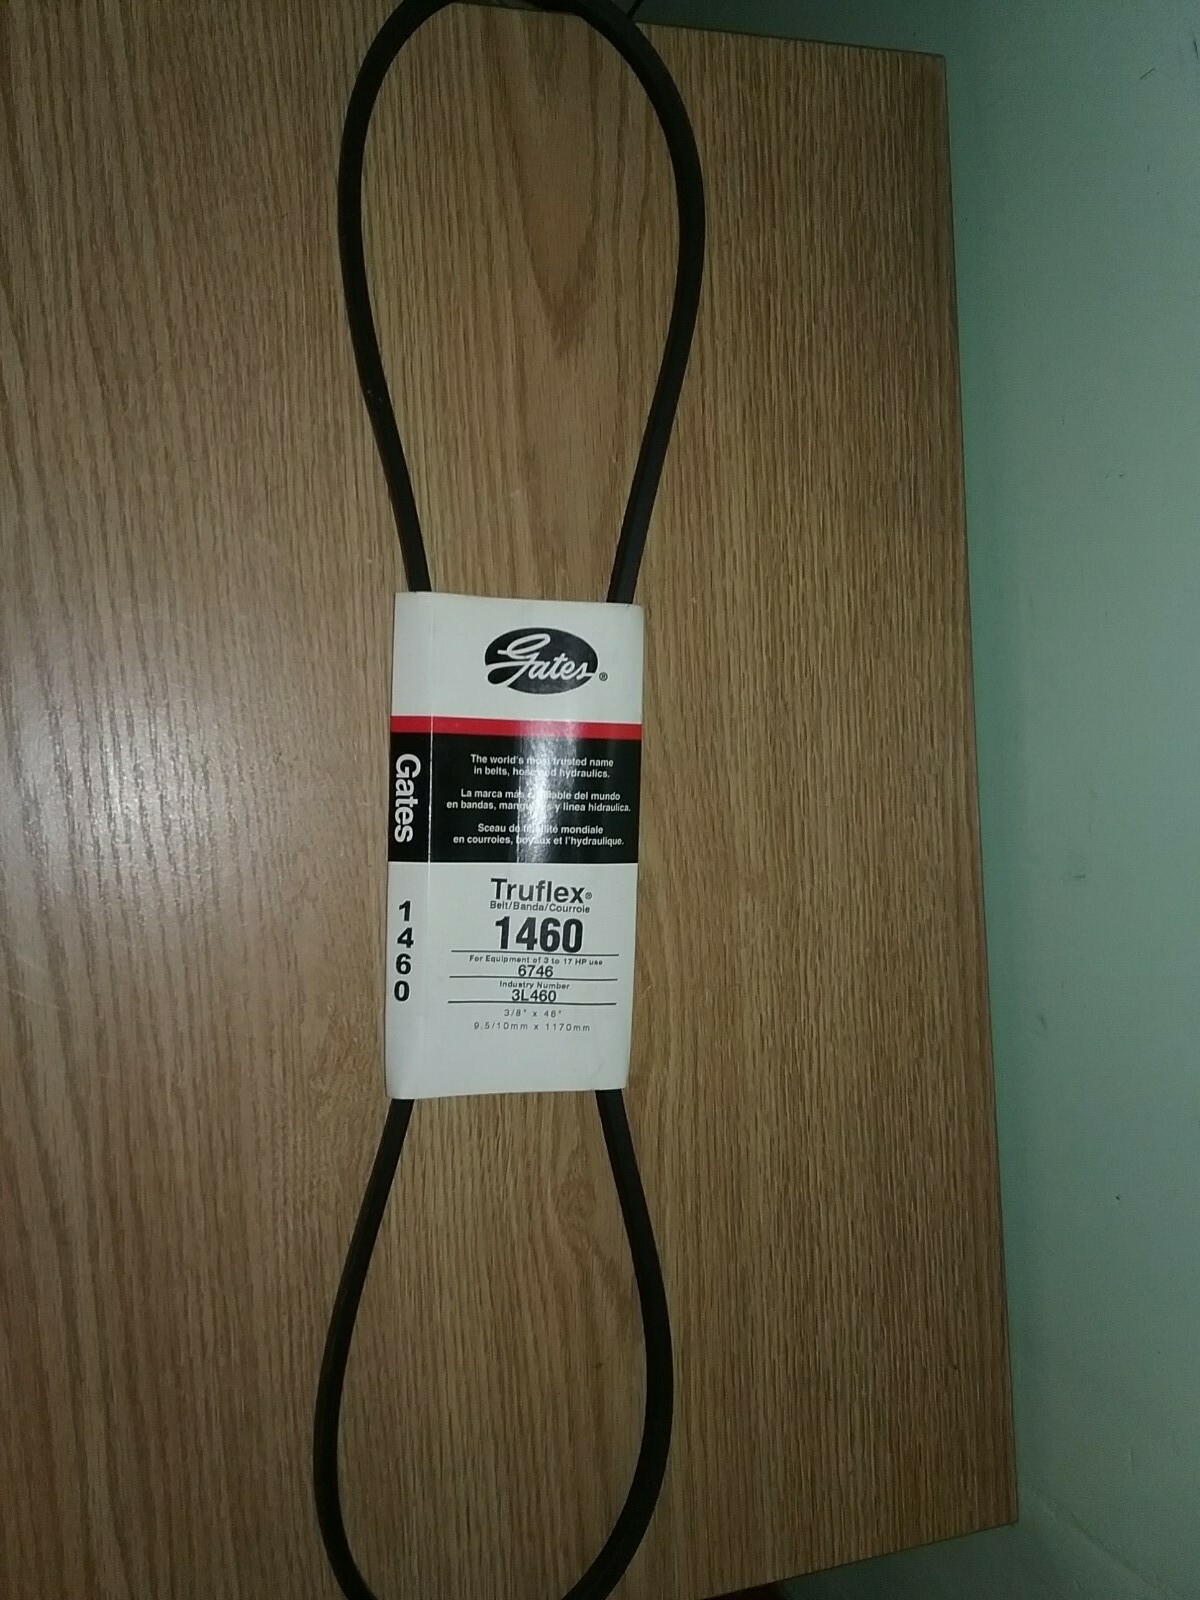 Gates®
The world's most trusted name
in belts, hose and hydraulics.
La marca más del mundo
en bandas, y línea hidraulica.
Sceau de mondiale
en courroies, boyaux et l'hydraulique.
Gates
1460
Truflex®
Belt/Banda/Courroie
1460
For Equipment of 3 to 17 HP use
6746
Industry Number
3L460
3/8" x 46"
9.5/10mm x 1170mm